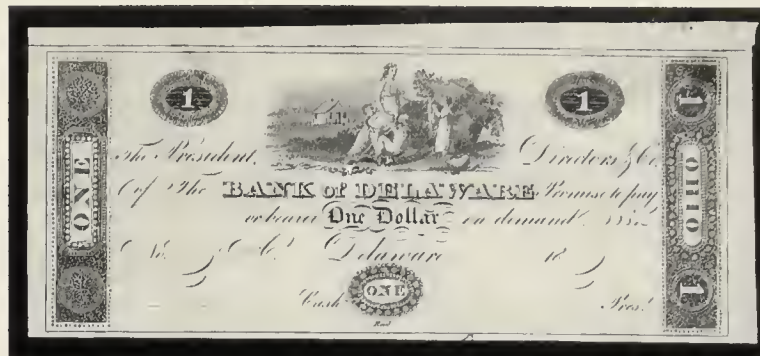 1 1
The President, Directors & Co.
of The BANK of DELAWARE Promise to pay
or bearer One Dollar on demand
No. Delaware 18
Cash.r ONE Pres.t
ONE
1
OHIO
1